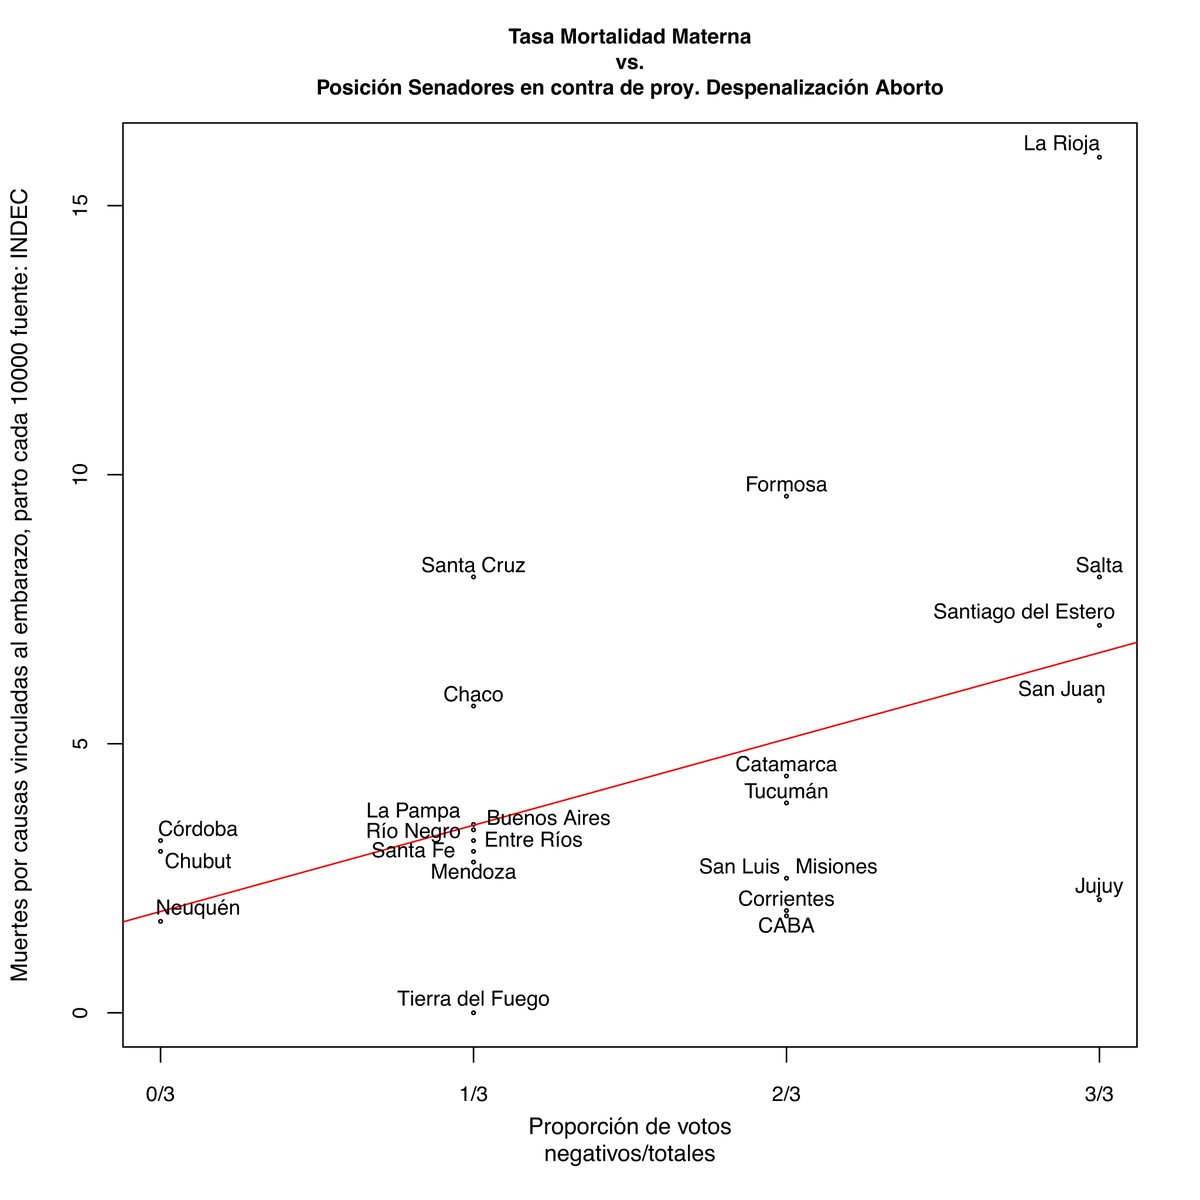 Tasa Mortalidad Materna
vs.
Posición Senadores en contra de proy. Despenalización Aborto
Muertes por causas vinculadas al embarazo, parto cada 10000 fuente: INDEC
15
10
5
0
La Rioja
Formosa
Santa Cruz
Salta
Santiago del Estero
Chaco
San Juan
Catamarca
Tucumán
La Pampa
Buenos Aires
Córdoba
Río Negro
Entre Ríos
Santa Fe
Chubut
Mendoza
San Luis Misiones
Jujuy
Corrientes
Neuquén
CABA
Tierra del Fuego
0/3 1/3 2/3 3/3
Proporción de votos
negativos/totales